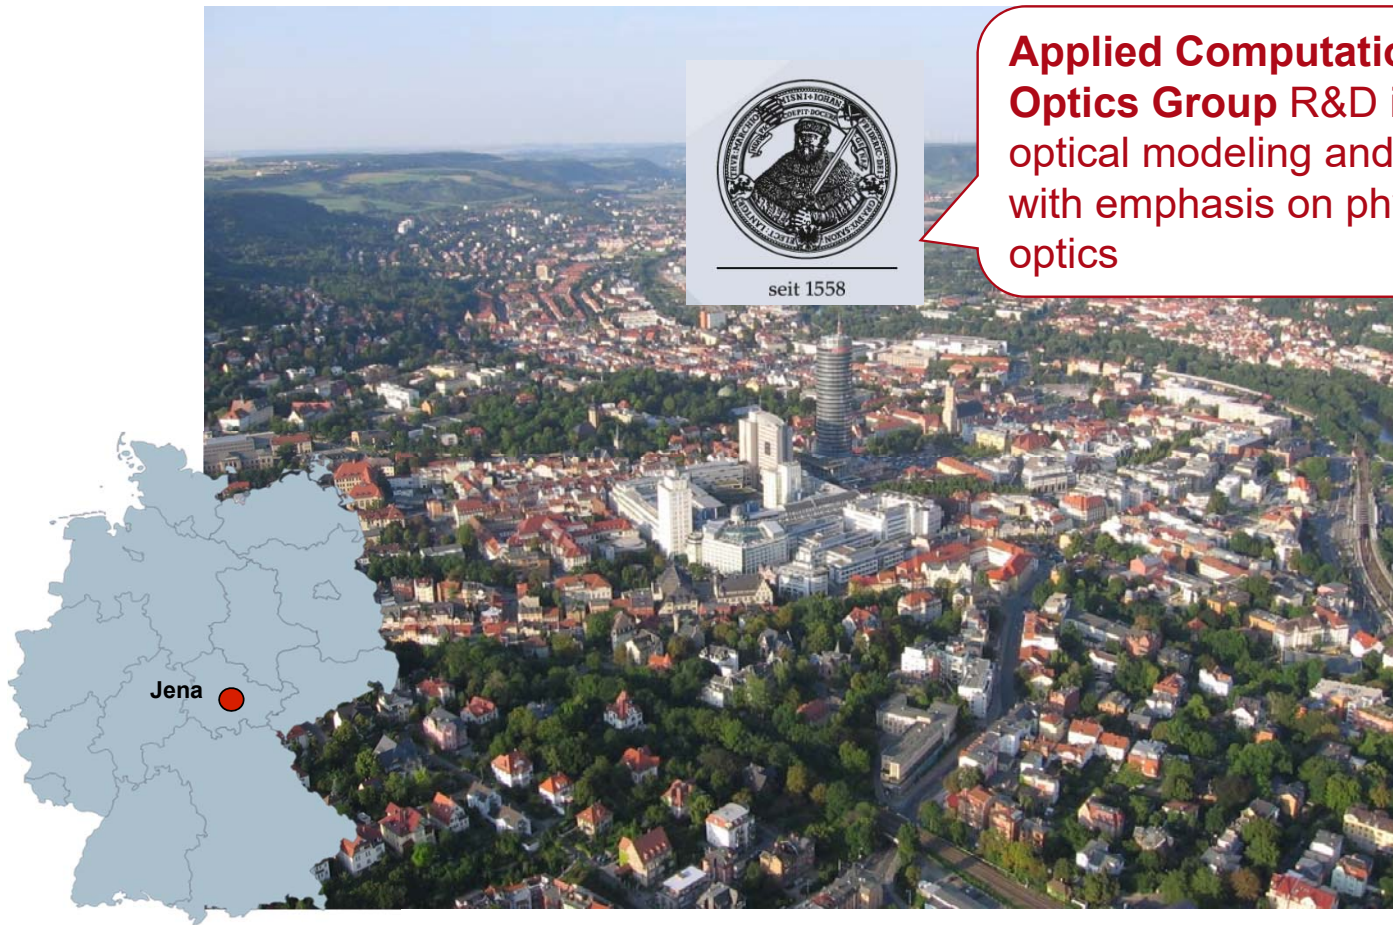 Applied Computatio
Optics Group R&D i
optical modeling and
with emphasis on ph
optics
seit 1558
Jena